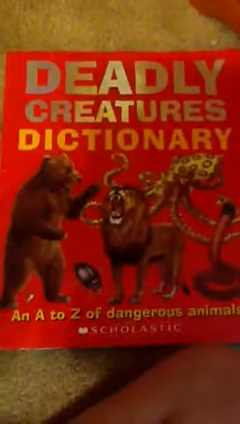 DEADLY
CREATURES
DICTIONARY
An A to Z of dangerous animals
SCHOLASTIC